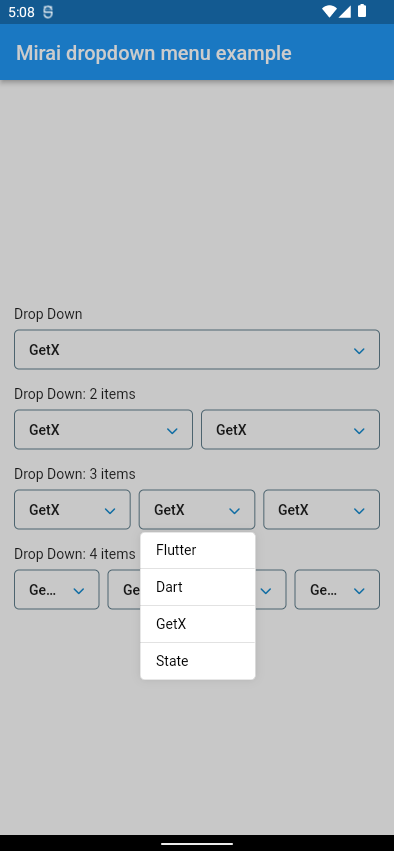 5:08
Mirai dropdown menu example
Drop Down
GetX
Drop Down: 2 items
GetX GetX
Drop Down: 3 items
GetX GetX GetX
Drop Down: 4 items
Ge... Ge Ge...
Flutter
Dart
GetX
State